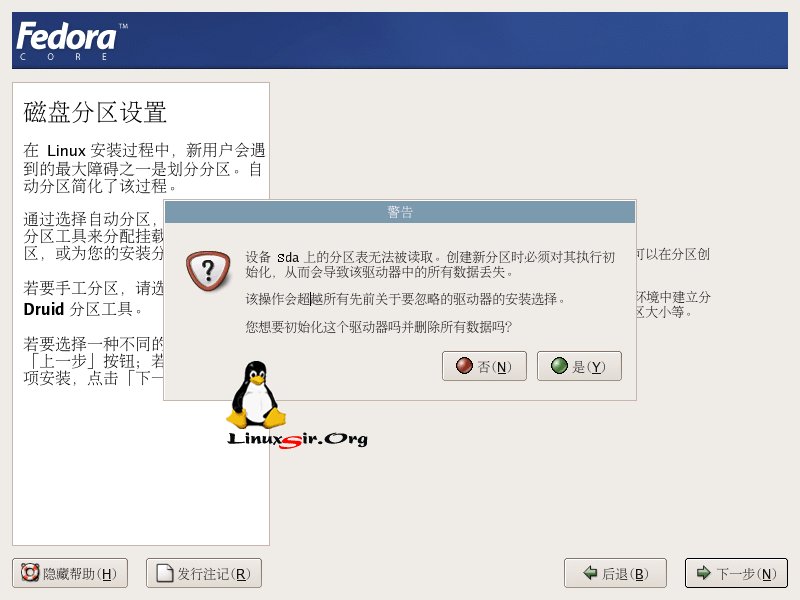 Fedora™
CORE
磁盘分区设置
在 Linux 安装过程中，新用户会遇
到的最大障碍之一是划分分区。自
动分区简化了该过程。
通过选择自动分区，
分区工具来分配挂载
区，或为您的安装分
若要手工分区，请选
Druid 分区工具。
若要选择一种不同的
「上一步」按钮；若
项安装，点击「下一
警告
设备 sda 上的分区表无法被读取。创建新分区时必须对其执行初
始化，从而会导致该驱动器中的所有数据丢失。
该操作会超越所有先前关于要忽略的驱动器的安装选择。
您想要初始化这个驱动器吗并删除所有数据吗?
否(N)
是(Y)
可以在分区创
环境中建立分
区大小等。
LinuxSir.Org
隐藏帮助(H)
发行注记(R)
后退(B)
下一步(N)